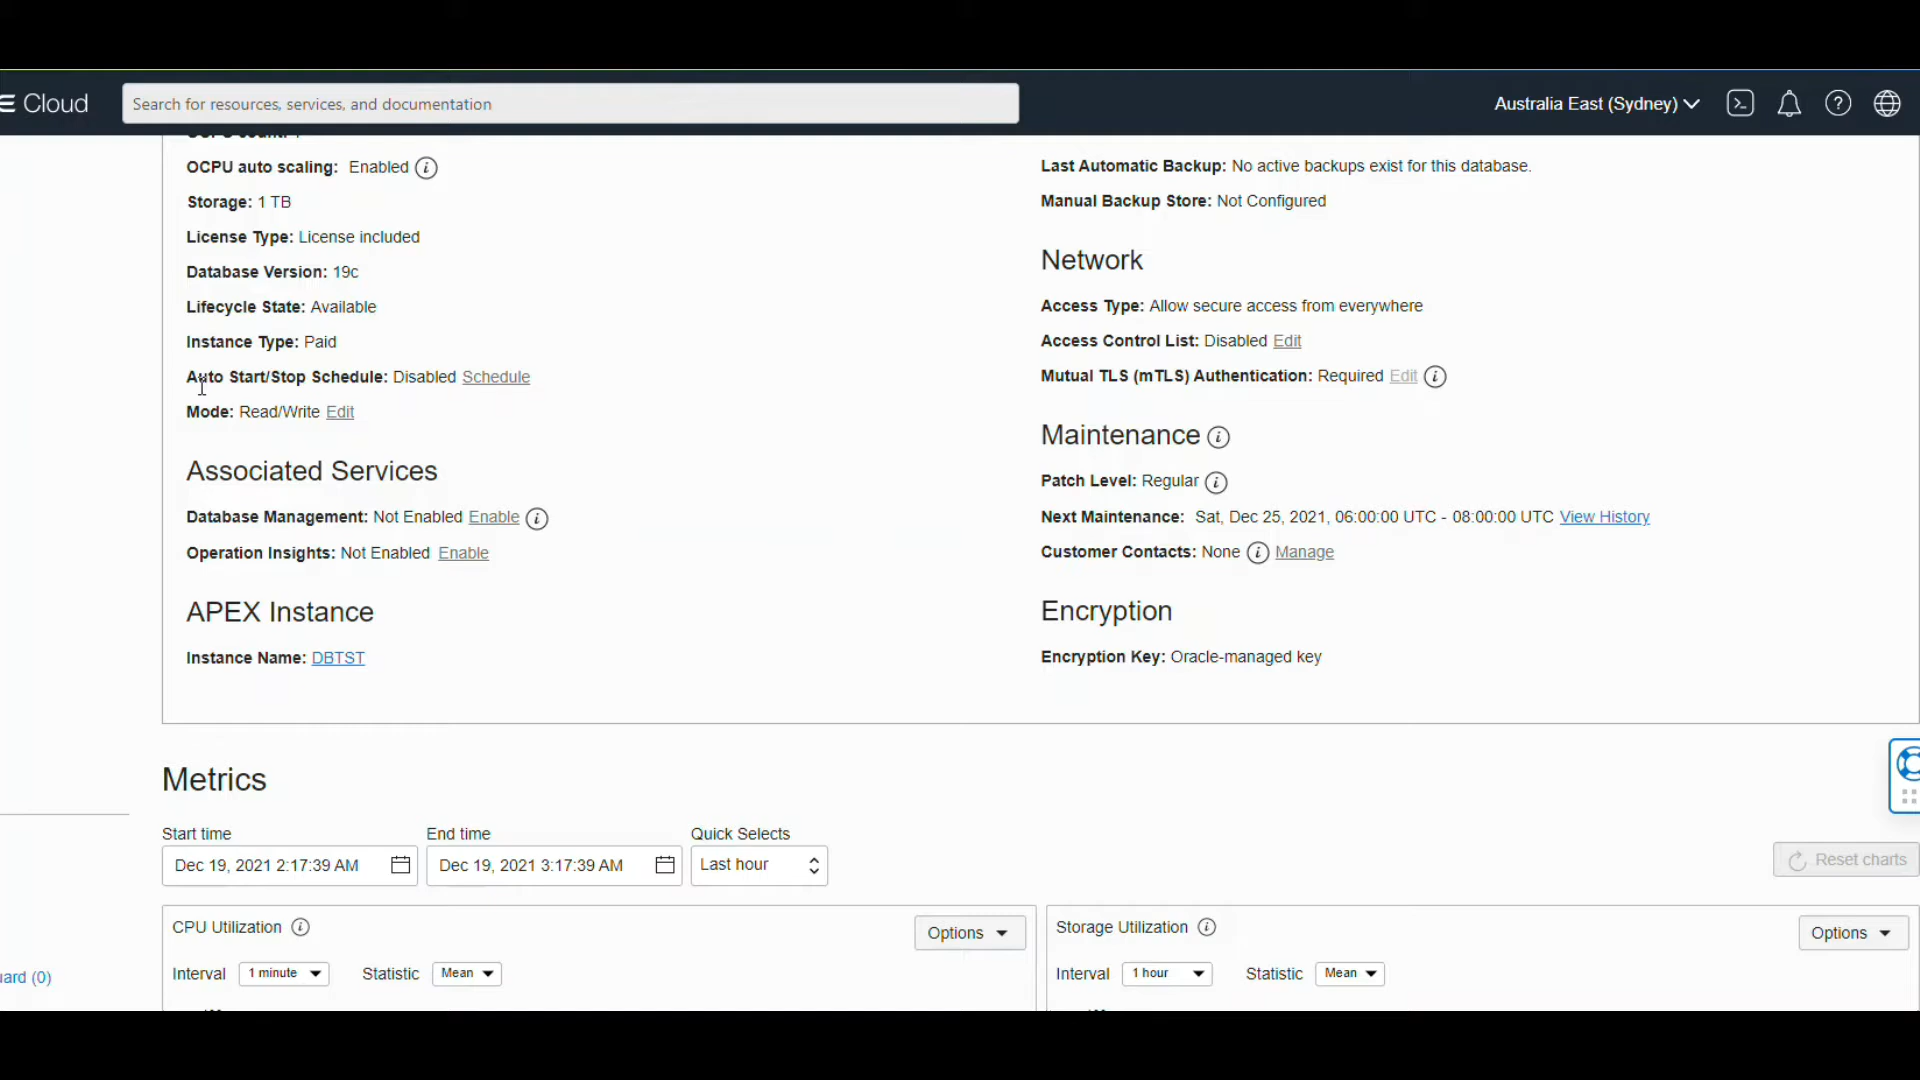 Cloud
Search for resources, services, and documentation
Australia East (Sydney)
OCPU auto scaling: Enabled
Storage: 1 TB
License Type: License included
Database Version: 19c
Lifecycle State: Available
Instance Type: Paid
Auto Start/Stop Schedule: Disabled Schedule
Mode: Read/Write Edit
Associated Services
Database Management: Not Enabled Enable
Operation Insights: Not Enabled Enable
APEX Instance
Instance Name: DBTST
Last Automatic Backup: No active backups exist for this database.
Manual Backup Store: Not Configured
Network
Access Type: Allow secure access from everywhere
Access Control List: Disabled Edit
Mutual TLS (mTLS) Authentication: Required Edit
Maintenance
Patch Level: Regular
Next Maintenance: Sat, Dec 25, 2021, 06:00:00 UTC - 08:00:00 UTC View History
Customer Contacts: None Manage
Encryption
Encryption Key: Oracle-managed key
Metrics
Start time End time Quick Selects
Dec 19, 2021 2:17:39 AM Dec 19, 2021 3:17:39 AM Last hour
Reset charts
CPU Utilization Options
Interval 1 minute Statistic Mean
Storage Utilization Options
Interval 1 hour Statistic Mean
(0)